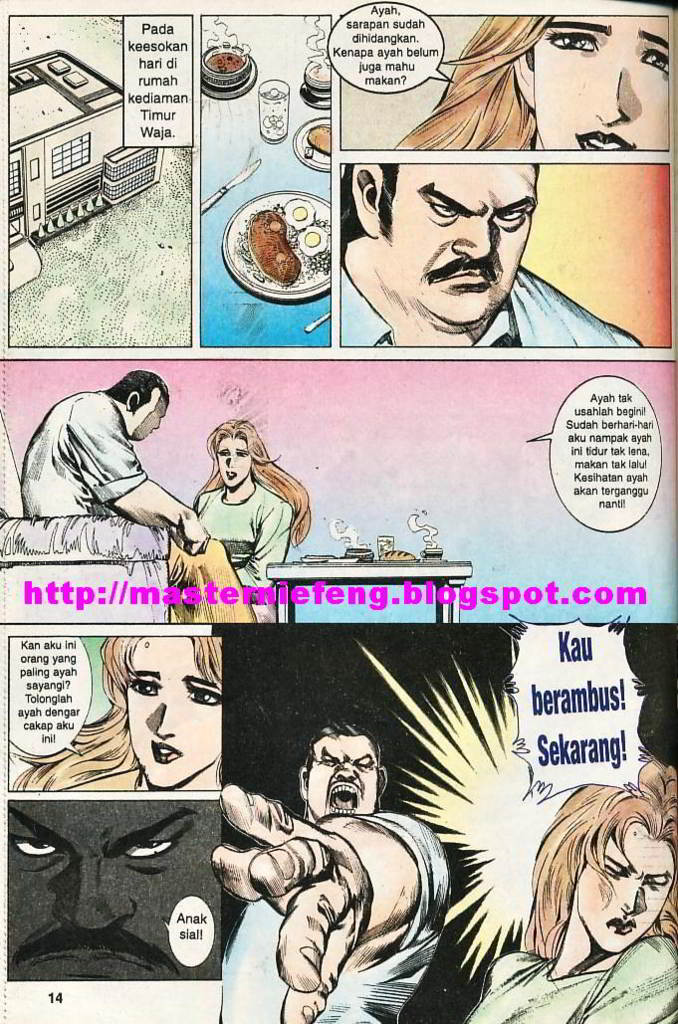 Pada
keesokan
hari di
rumah
kediaman
Timur
Waja.
Ayah,
sarapan sudah
dihidangkan.
Kenapa ayah belum
juga mahu
makan?
Ayah tak
usahlah begini!
Sudah berhari-hari
aku nampak ayah
ini tidur tak lena,
makan tak lalu!
Kesihatan ayah
akan terganggu
nanti!
http://masterniefeng.blogspot.com
Kan aku ini
orang yang
paling ayah
sayangi?
Tolonglah
ayah dengar
cakap aku
ini!
Anak
sial!
Kau
berambus!
Sekarang!
14